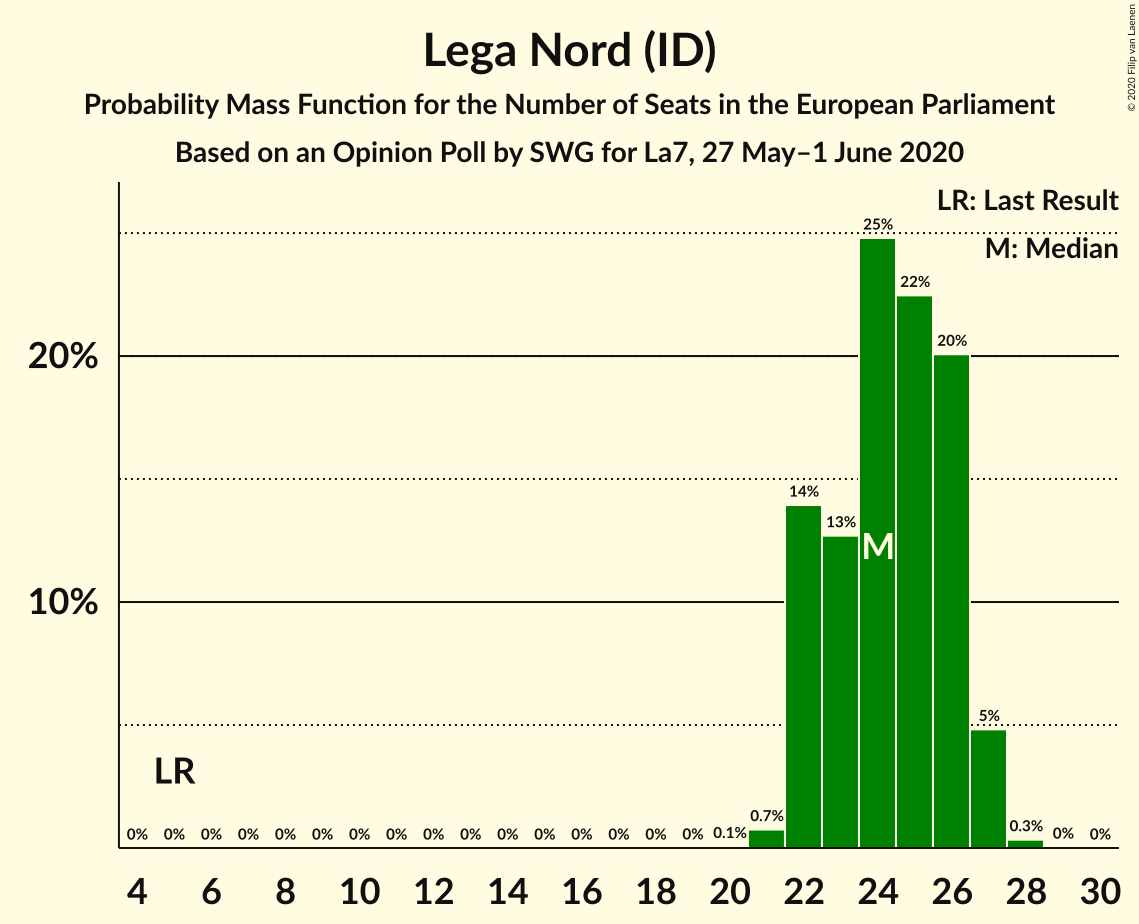 Lega Nord (ID)
Probability Mass Function for the Number of Seats in the European Parliament
Based on an Opinion Poll by SWG for La7, 27 May–1 June 2020
© 2020 Filip van Laenen
LR: Last Result
M: Median
25%
22%
20%
20%
14%
13%
M
10%
5%
LR
0% 0% 0% 0% 0% 0% 0% 0% 0% 0% 0% 0% 0% 0% 0% 0% 0.1% 0.7% 0.3% 0% 0%
4 6 8 10 12 14 16 18 20 22 24 26 28 30